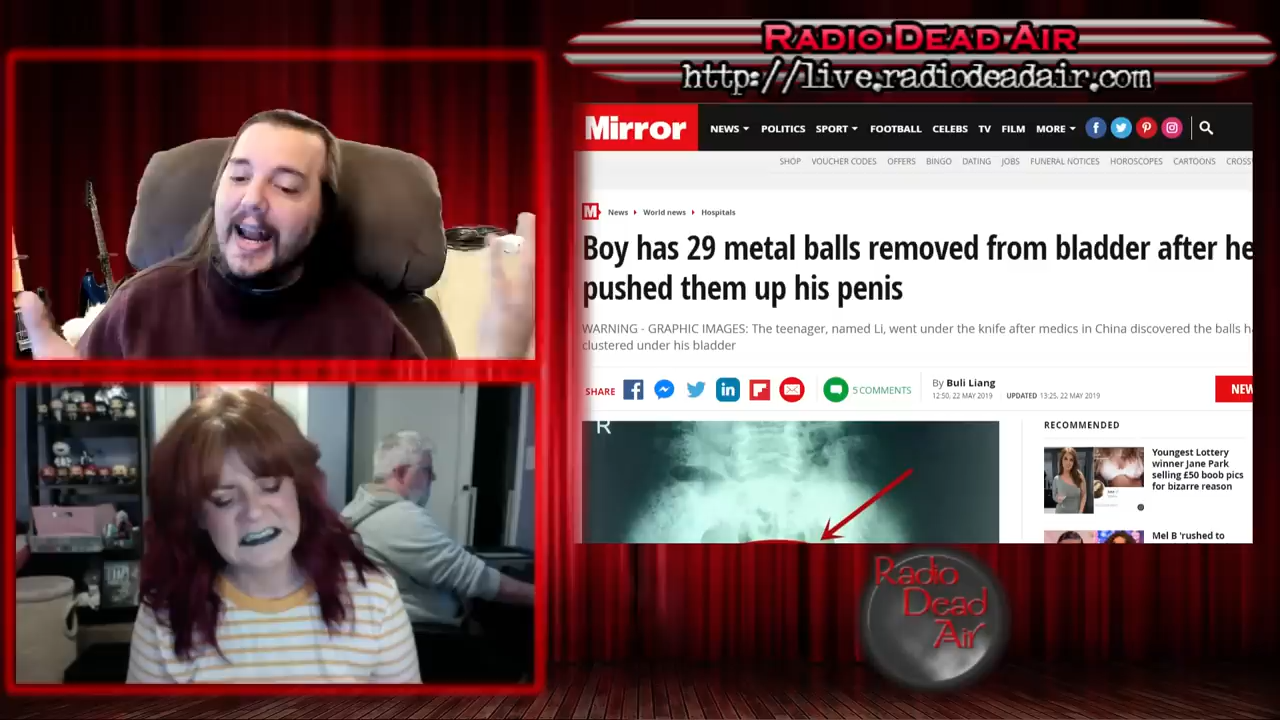 RADIO DEAD AIR
http://live.radiodeadair.com
Mirror
NEWS POLITICS SPORT FOOTBALL CELEBS TV FILM MORE
SHOP VOUCHER CODES OFFERS BINGO DATING JOBS FUNERAL NOTICES HOROSCOPES CARTOONS CROSS
M News World news Hospitals
Boy has 29 metal balls removed from bladder after he
pushed them up his penis
WARNING - GRAPHIC IMAGES: The teenager, named Li, went under the knife after medics in China discovered the balls ha
clustered under his bladder
SHARE 5 COMMENTS
By Buli Liang
12:50, 22 MAY 2019 UPDATED 13:25, 22 MAY 2019
NEW
R
RECOMMENDED
Youngest Lottery
winner Jane Park
selling £50 boob pics
for bizarre reason
Mel B 'rushed to
Radio
Dead
Air